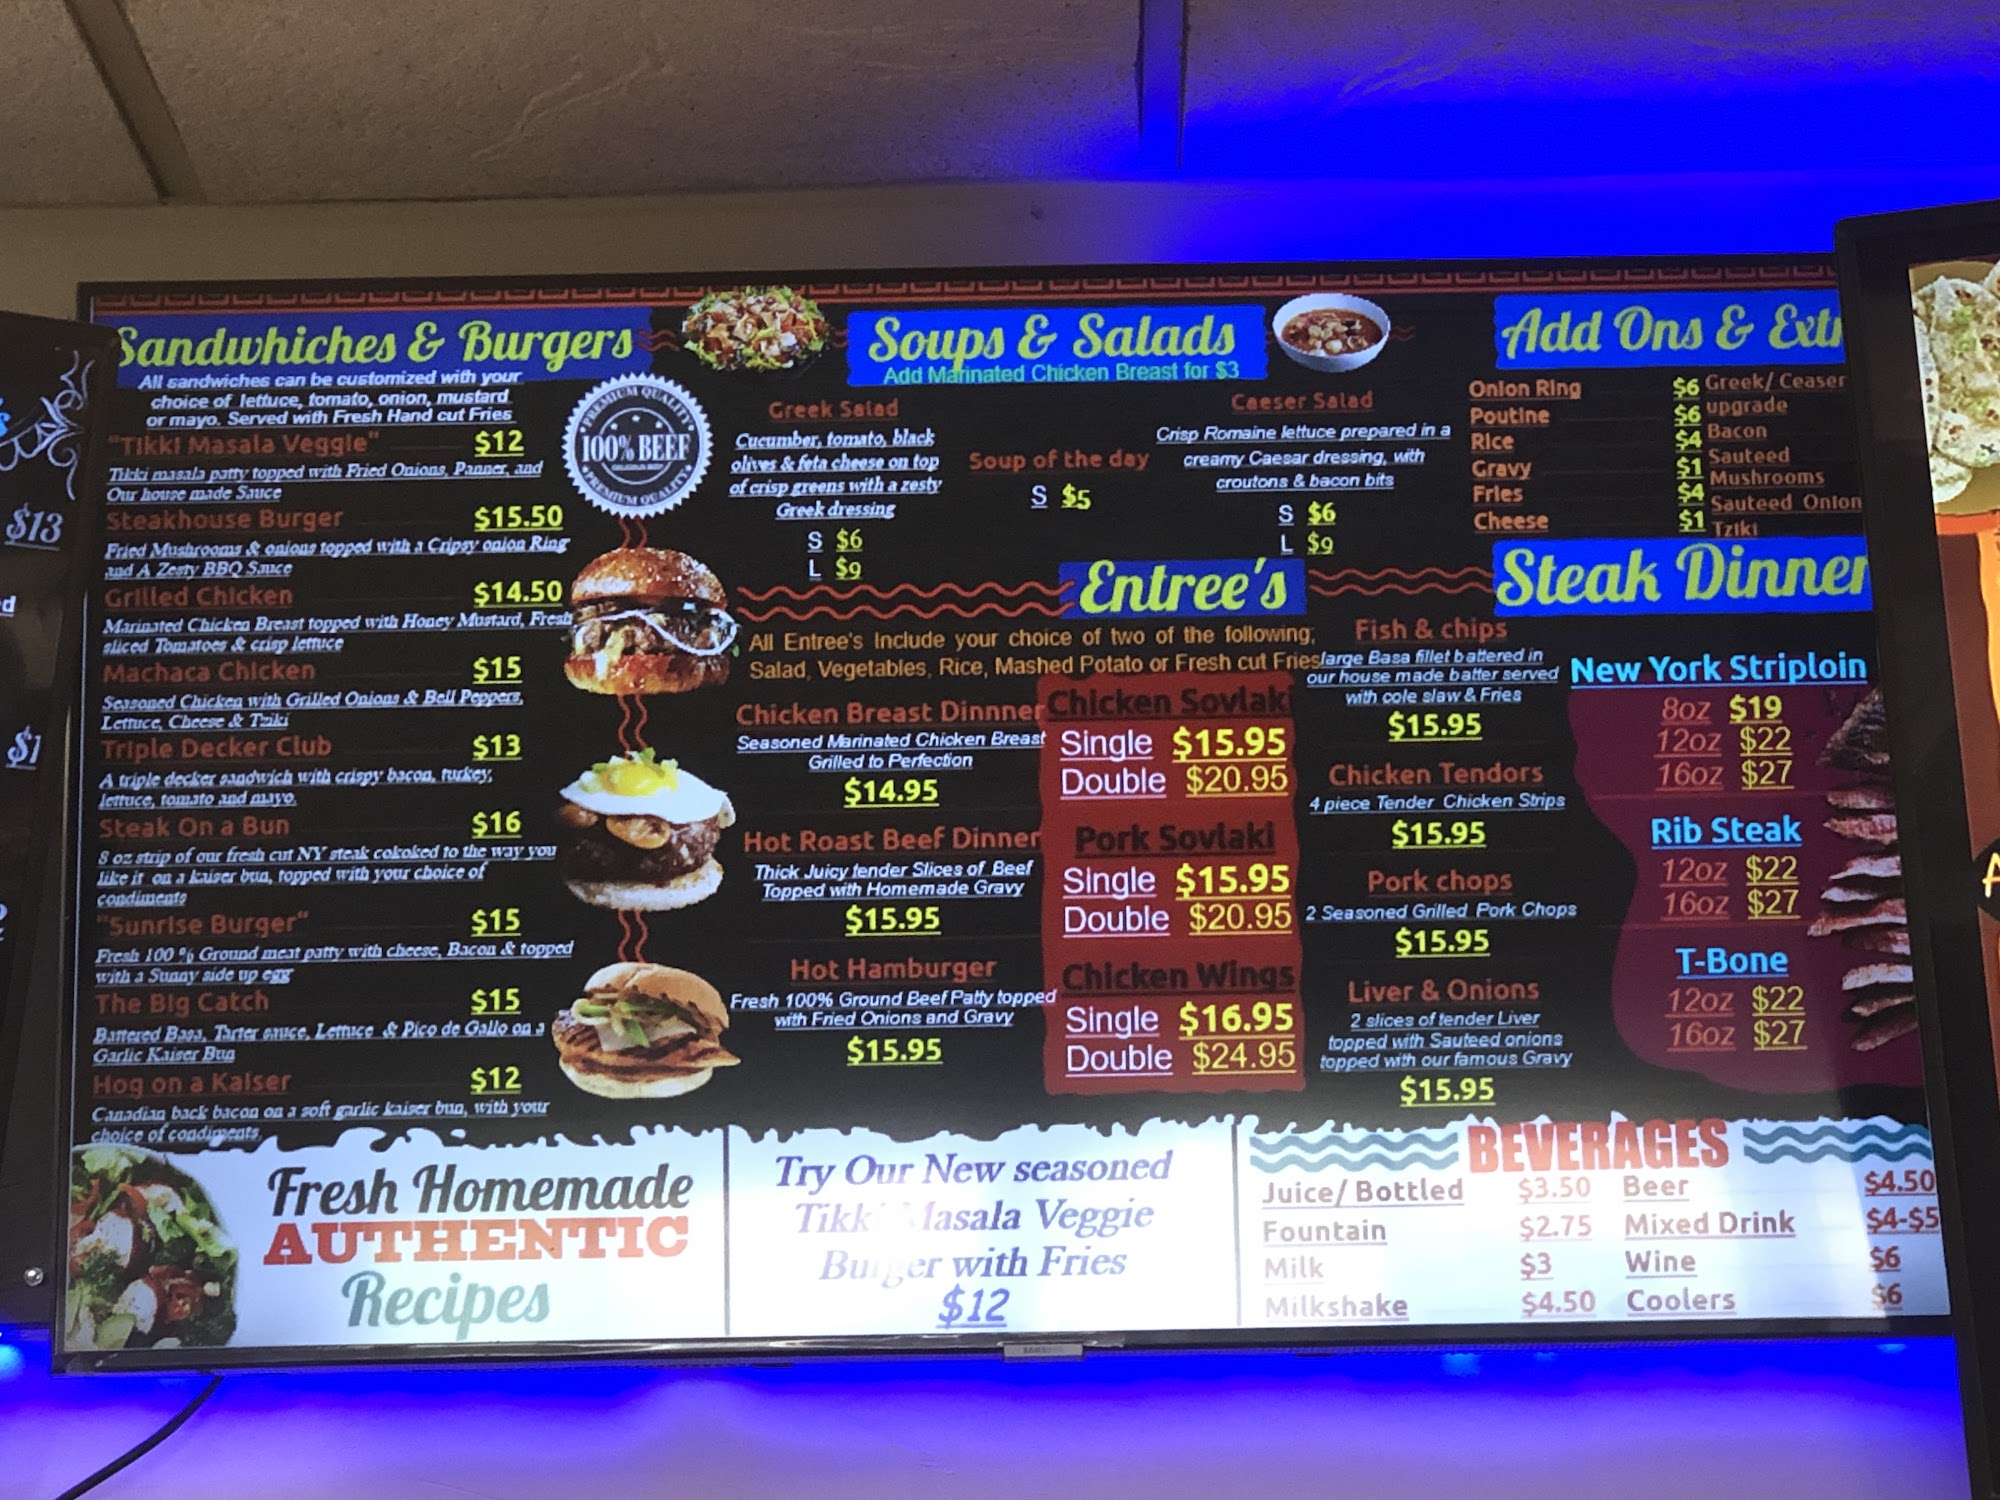 Sandwhiches & Burgers
All sandwiches can be customized with your
choice of lettuce, tomato, onion, mustard
or mayo. Served with Fresh Hand cut Fries
"Tikki Masala Veggie" $12
Tikki masala patty topped with Fried Onions, Panner, and
Our house made Sauce
Steakhouse Burger $15.50
Fried Mushrooms & onions topped with a Cripsy onion Ring
and A Zesty BBQ Sauce
Grilled Chicken $14.50
Marinated Chicken Breast topped with Honey Mustard, Fresh
sliced Tomatoes & crisp lettuce
Machaca Chicken $15
Seasoned Chicken with Grilled Onions & Bell Peppers,
Lettuce, Cheese & Tziki
Triple Decker Club $13
A triple decker sandwich with crispy bacon, turkey,
lettuce, tomato and mayo.
Steak On a Bun $16
8 oz strip of our fresh cut NY steak cokoked to the way you
like it on a kaiser bun, topped with your choice of
condiments
"Sunrise Burger" $15
Fresh 100 % Ground meat patty with cheese, Bacon & topped
with a Sunny side up egg
The Big Catch $15
Battered Basa, Tarter sauce, Lettuce & Pico de Gallo on a
Garlic Kaiser Bun
Hog on a Kaiser $12
Canadian back bacon on a soft garlic kaiser bun, with your
choice of condiments.
PREMIUM QUALITY
100% BEEF
PREMIUM QUALITY
Soups & Salads
Add Marinated Chicken Breast for $3
Greek Salad
Cucumber, tomato, black
olives & feta cheese on top
of crisp greens with a zesty
Greek dressing
S $6
L $9
Soup of the day
S $5
Caeser Salad
Crisp Romaine lettuce prepared in a
creamy Caesar dressing, with
croutons & bacon bits
S $6
L $9
Add Ons & Extr
Onion Ring $6
Poutine $6
Rice $4
Gravy $1
Fries $4
Cheese $1
Greek/ Ceaser
upgrade
Bacon
Sauteed
Mushrooms
Sauteed Onion
Tziki
Entree's
All Entree's Include your choice of two of the following;
Salad, Vegetables, Rice, Mashed Potato or Fresh cut Fries
Chicken Breast Dinnner
Seasoned Marinated Chicken Breast
Grilled to Perfection
$14.95
Hot Roast Beef Dinner
Thick Juicy tender Slices of Beef
Topped with Homemade Gravy
$15.95
Hot Hamburger
Fresh 100% Ground Beef Patty topped
with Fried Onions and Gravy
$15.95
Chicken Sovlaki
Single $15.95
Double $20.95
Pork Sovlaki
Single $15.95
Double $20.95
Chicken Wings
Single $16.95
Double $24.95
Fish & chips
large Basa fillet battered in
our house made batter served
with cole slaw & Fries
$15.95
Chicken Tendors
4 piece Tender Chicken Strips
$15.95
Pork chops
2 Seasoned Grilled Pork Chops
$15.95
Liver & Onions
2 slices of tender Liver
topped with Sauteed onions
topped with our famous Gravy
$15.95
Steak Dinner
New York Striploin
8oz $19
12oz $22
16oz $27
Rib Steak
12oz $22
16oz $27
T-Bone
12oz $22
16oz $27
Fresh Homemade
AUTHENTIC
Recipes
Try Our New seasoned
Tikki Masala Veggie
Burger with Fries
$12
BEVERAGES
Juice/ Bottled $3.50
Fountain $2.75
Milk $3
Milkshake $4.50
Beer $4.50
Mixed Drink $4-$5
Wine $6
Coolers $6
SAMSUNG
$13
$1